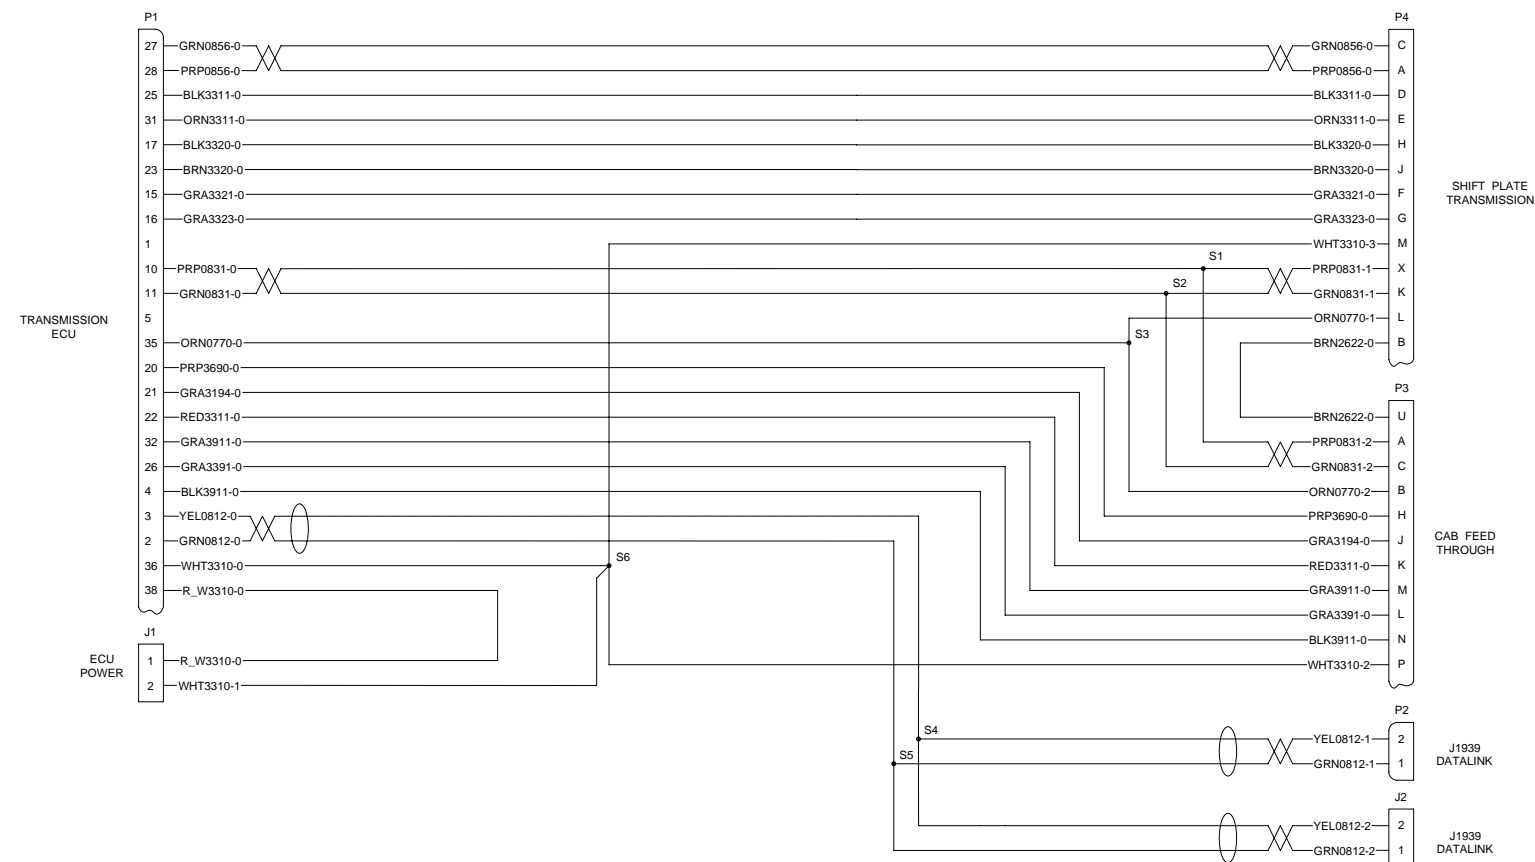 P1 P4
27 GRN0856-0 GRN0856-0 C
28 PRP0856-0 PRP0856-0 A
25 BLK3311-0 BLK3311-0 D
31 ORN3311-0 ORN3311-0 E
17 BLK3320-0 BLK3320-0 H
23 BRN3320-0 BRN3320-0 J
15 GRA3321-0 GRA3321-0 F
SHIFT PLATE
TRANSMISSION
16 GRA3323-0 GRA3323-0 G
1 WHT3310-3 M
S1
10 PRP0831-0 PRP0831-1 X
S2
11 GRN0831-0 GRN0831-1 K
TRANSMISSION
ECU
5 ORN0770-1 L
S3
35 ORN0770-0 BRN2622-0 B
20 PRP3690-0
P3
21 GRA3194-0
22 RED3311-0 BRN2622-0 U
32 GRA3911-0 PRP0831-2 A
26 GRA3391-0 GRN0831-2 C
4 BLK3911-0 ORN0770-2 B
3 YEL0812-0 PRP3690-0 H
2 GRN0812-0 GRA3194-0 J
CAB FEED
THROUGH
S6
36 WHT3310-0 RED3311-0 K
38 R_W3310-0 GRA3911-0 M
GRA3391-0 L
J1
BLK3911-0 N
ECU
POWER
1 R_W3310-0 WHT3310-2 P
2 WHT3310-1
P2
S4
YEL0812-1 2
S5
GRN0812-1 1
J1939
DATALINK
J2
YEL0812-2 2
GRN0812-2 1
J1939
DATALINK